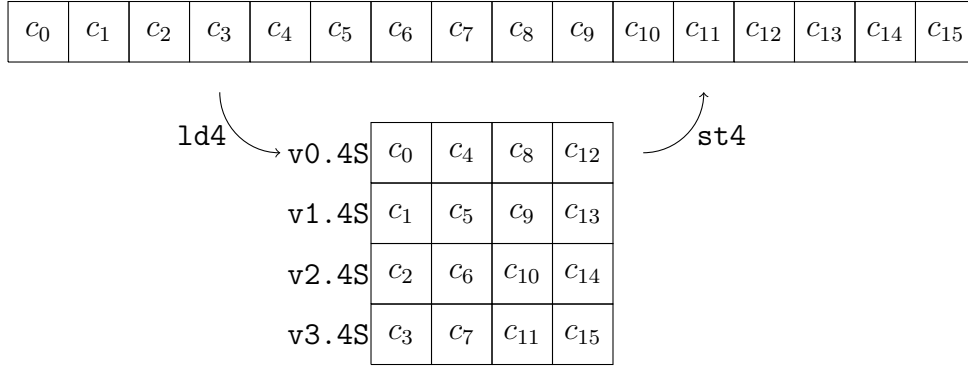 c₀ c₁ c₂ c₃ c₄ c₅ c₆ c₇ c₈ c₉ c₁₀ c₁₁ c₁₂ c₁₃ c₁₄ c₁₅
ld4 st4
v0.4S c₀ c₄ c₈ c₁₂
v1.4S c₁ c₅ c₉ c₁₃
v2.4S c₂ c₆ c₁₀ c₁₄
v3.4S c₃ c₇ c₁₁ c₁₅